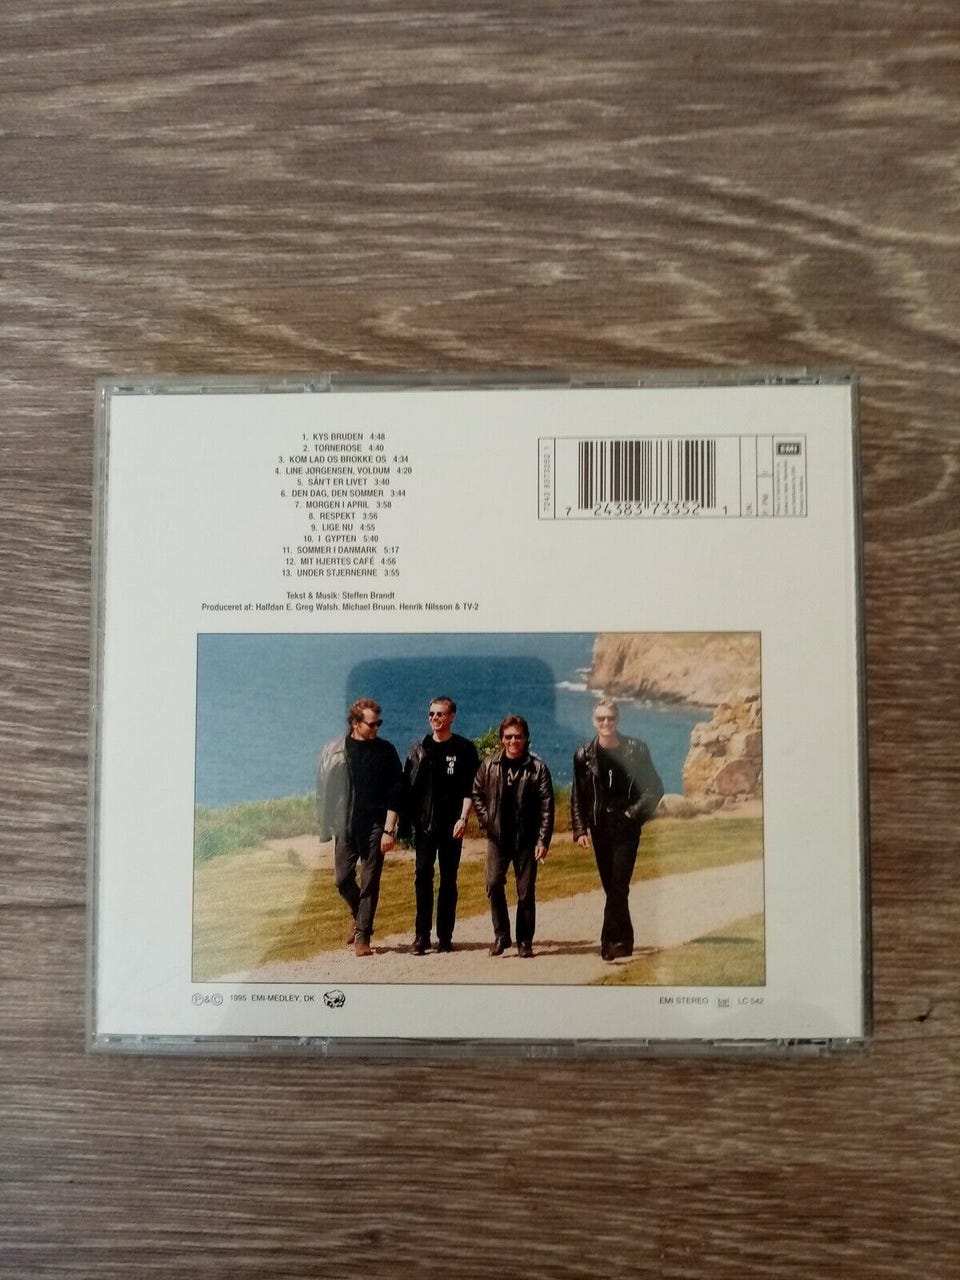 1. KYS BRUDEN 4:48
2. TORNEROSE 4:40
3. KOM LAD OS BROKKE OS 4:34
4. LINE JØRGENSEN, VOLDUM 4:20
5. SÅN'T ER LIVET 3:40
6. DEN DAG, DEN SOMMER 3:44
7. MORGEN I APRIL 3:58
8. RESPEKT 3:56
9. LIGE NU 4:55
10. I GYPTEN 5:40
11. SOMMER I DANMARK 5:17
12. MIT HJERTES CAFÉ 4:56
13. UNDER STJERNERNE 3:55
Tekst & Musik: Steffen Brandt
Produceret af: Halfdan E. Greg Walsh. Michael Bruun. Henrik Nilsson & TV-2
7243 8373352 1
7 24383 73352 1
EMI
Ⓟ&Ⓒ 1995 EMI-MEDLEY, DK
EMI STEREO LC 542